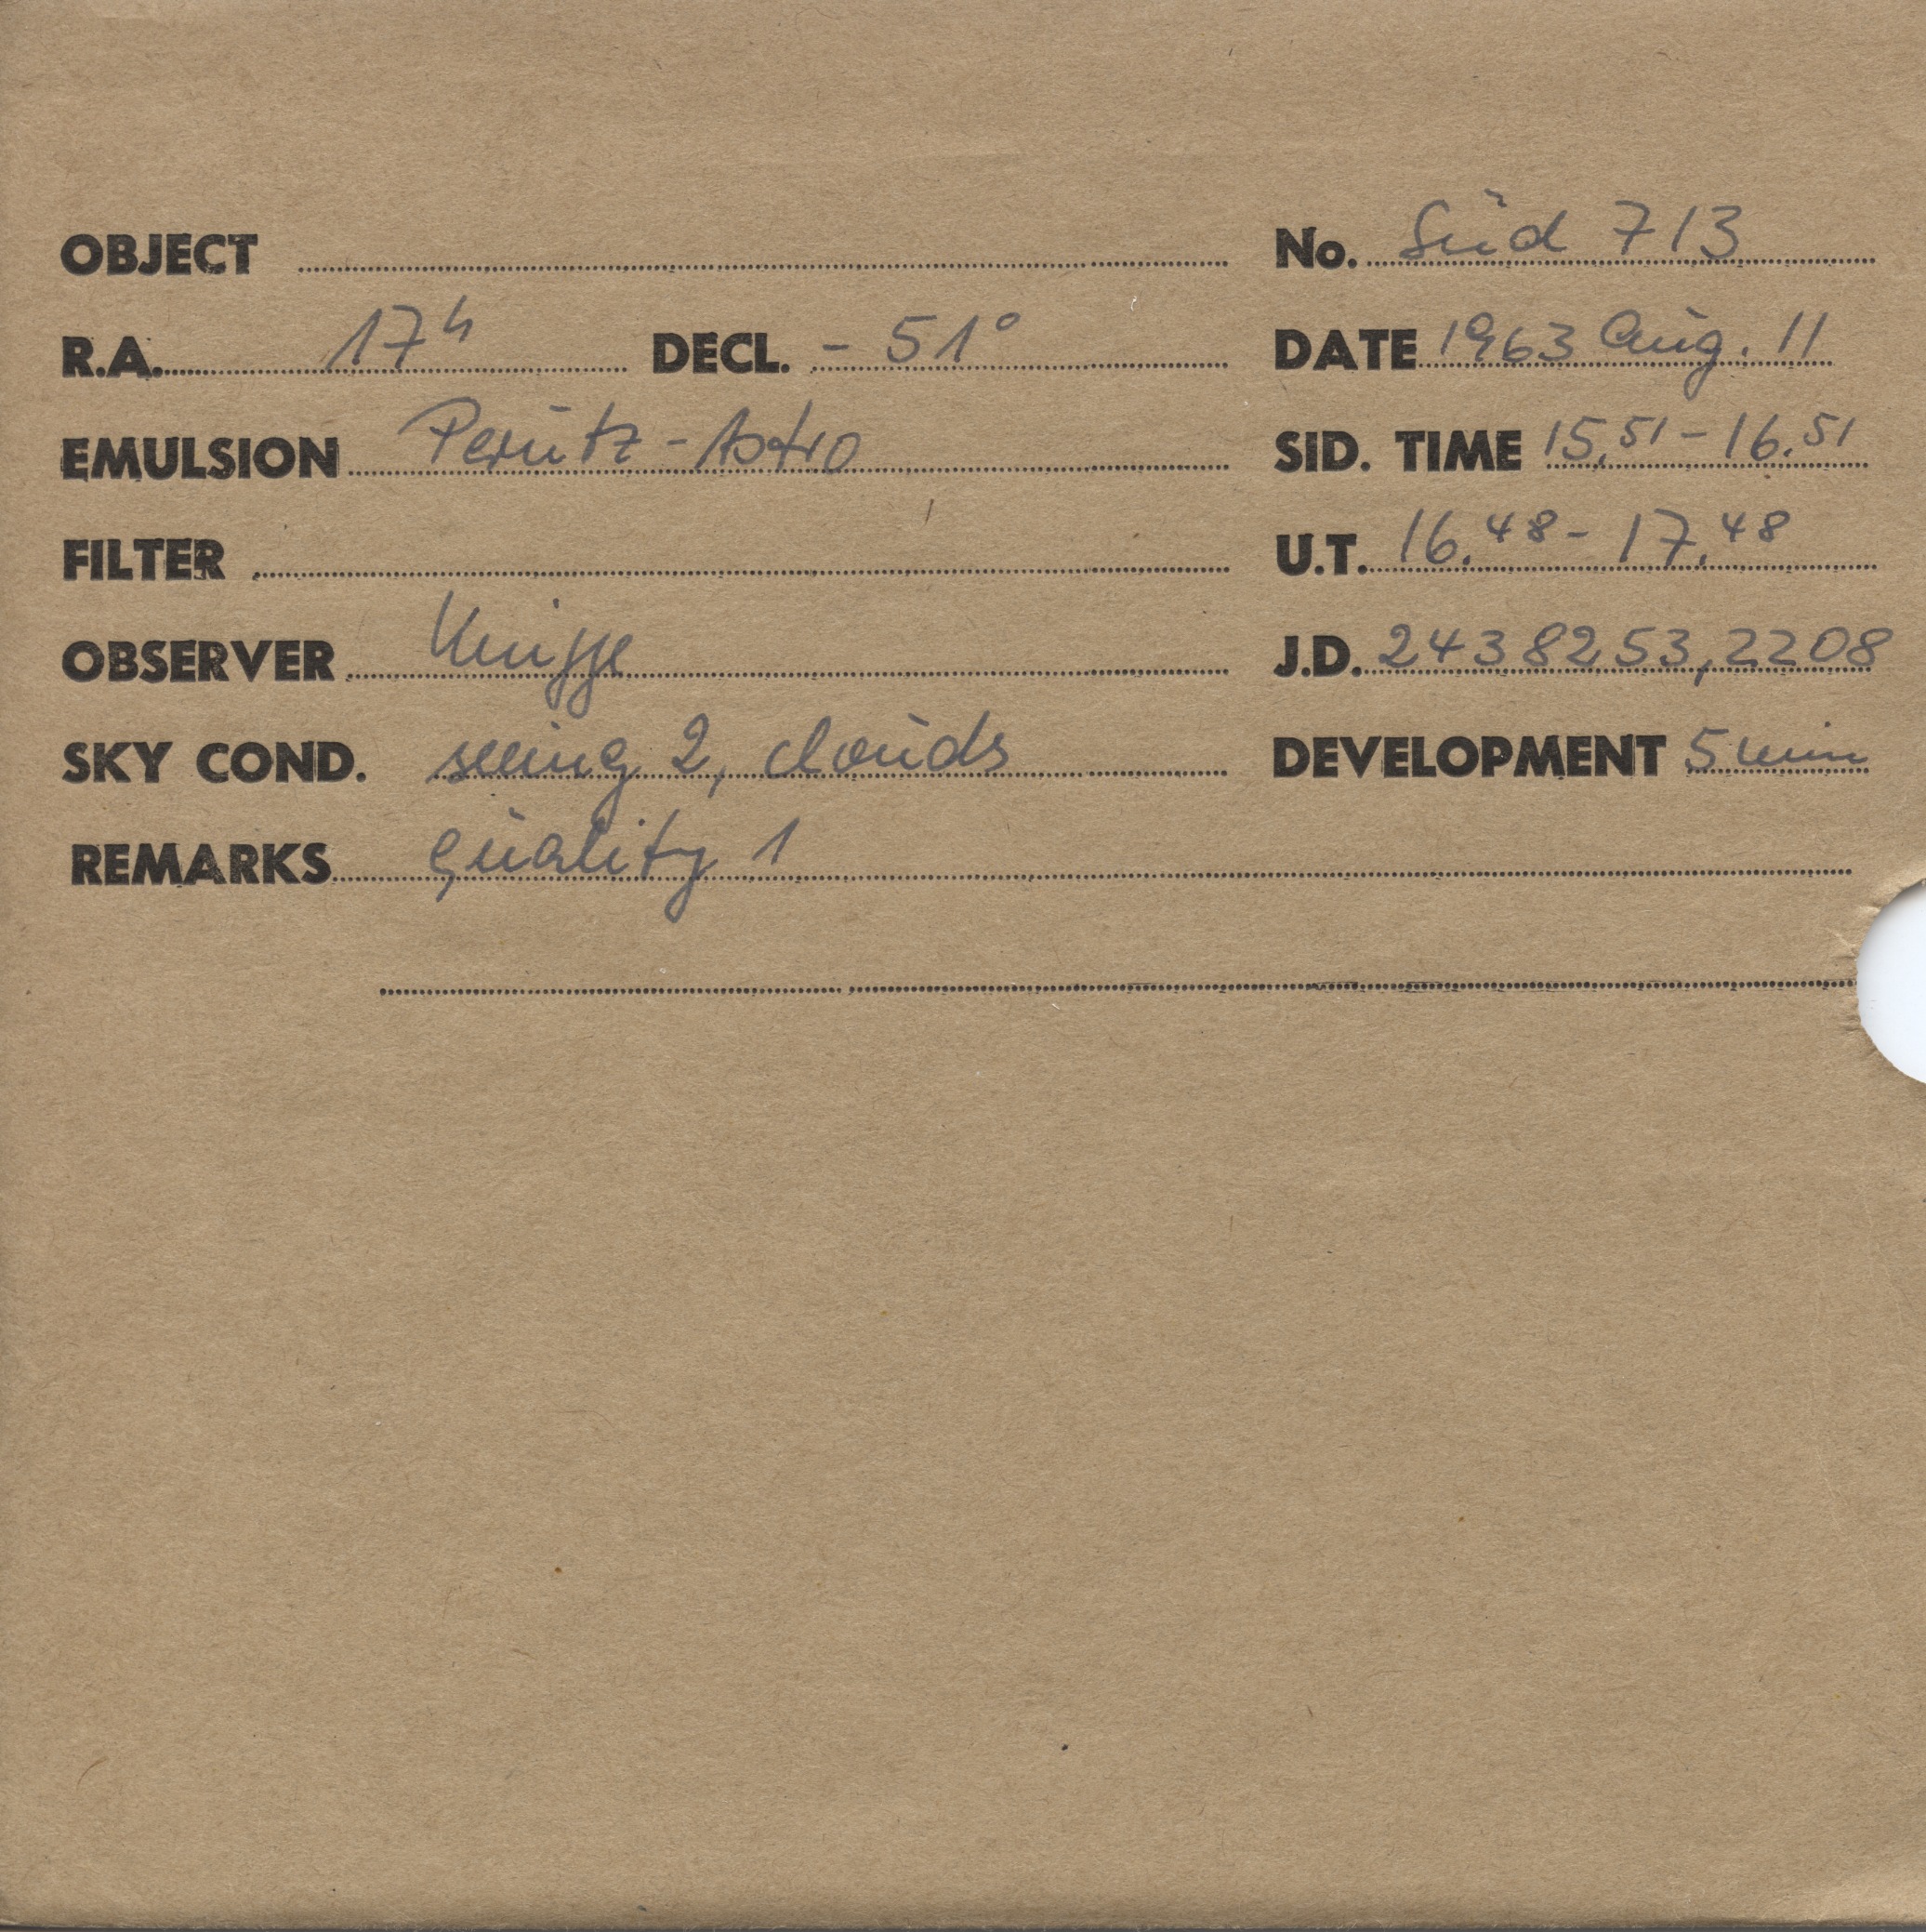 OBJECT No. Süd 713
R.A. 17h DECL. - 51° DATE 1963 Aug. 11
EMULSION Perutz - Astro SID. TIME 15.51 - 16.51
FILTER U.T. 16.48 - 17.48
OBSERVER Knigge J.D. 2438253,2208
SKY COND. seeing 2, clouds DEVELOPMENT 5 min
REMARKS quality 1